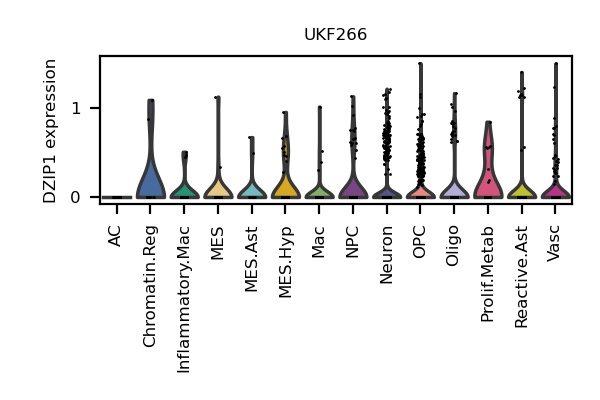 UKF266
DZIP1 expression
1
0
AC
Chromatin.Reg
Inflammatory.Mac
MES
MES.Ast
MES.Hyp
Mac
NPC
Neuron
OPC
Oligo
Prolif.Metab
Reactive.Ast
Vasc